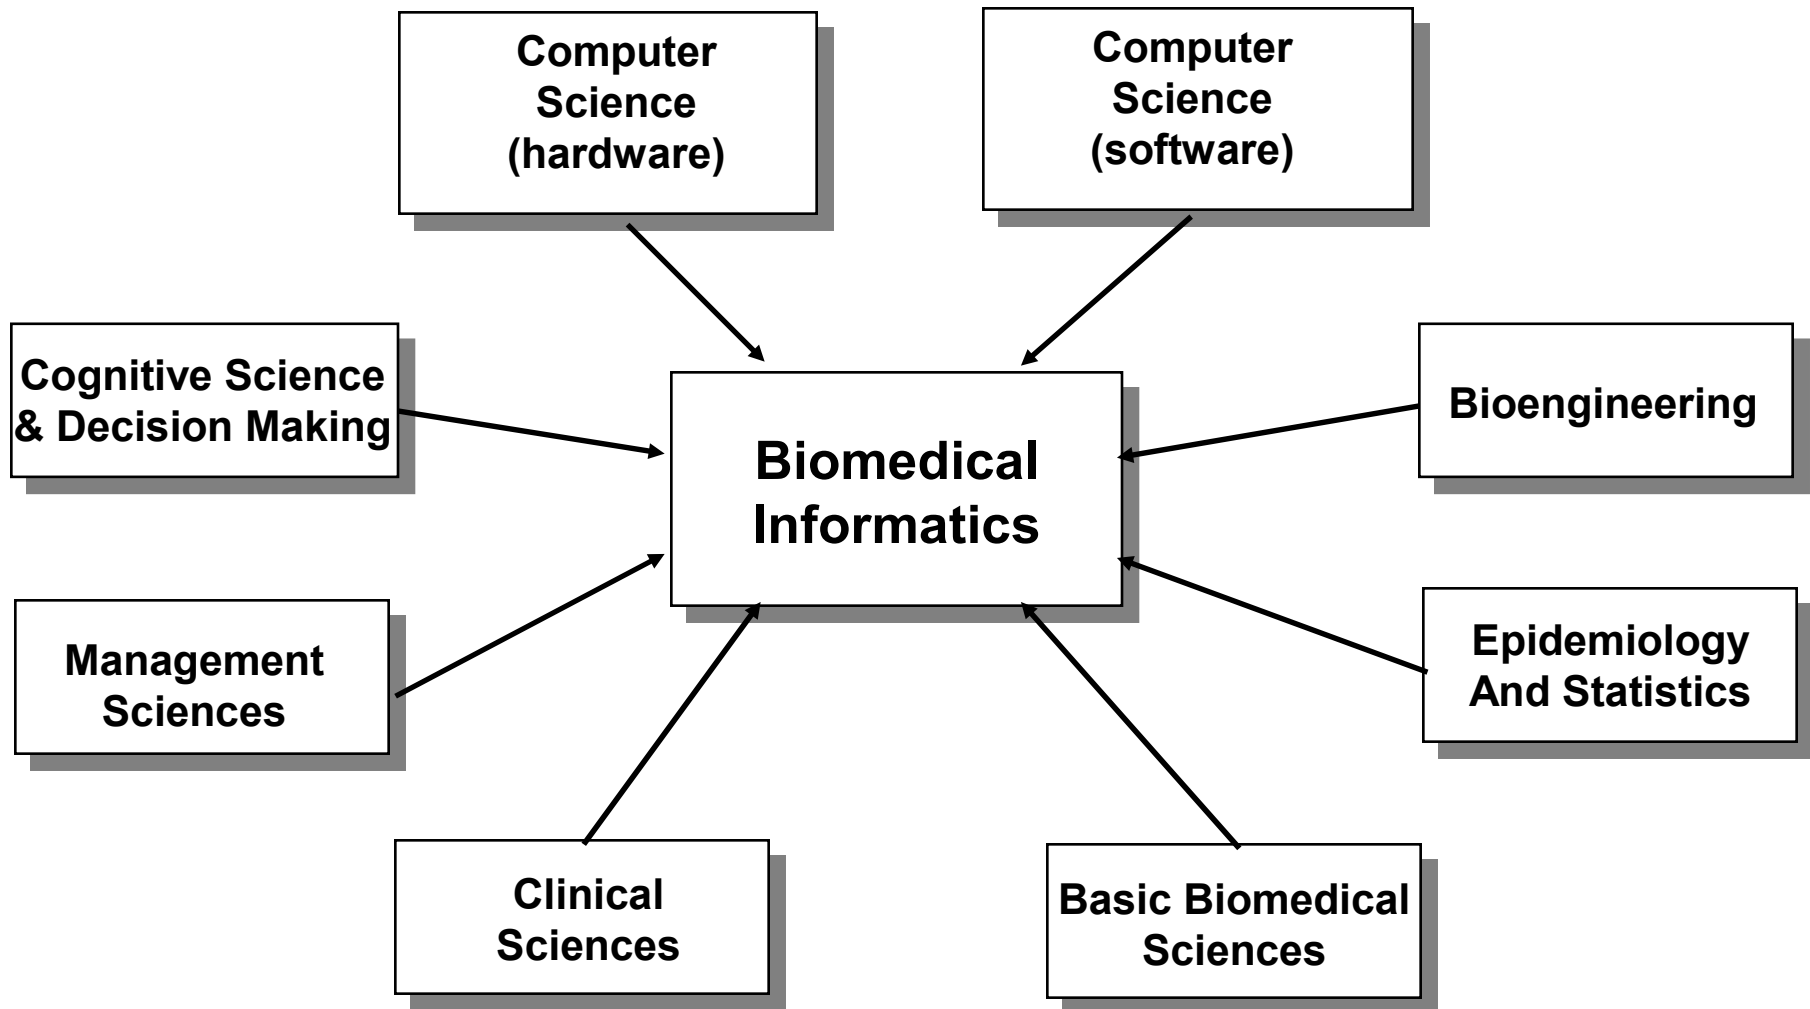 Computer
Science
(hardware)
Computer
Science
(software)
Cognitive Science
& Decision Making
Biomedical
Informatics
Bioengineering
Management
Sciences
Epidemiology
And Statistics
Clinical
Sciences
Basic Biomedical
Sciences